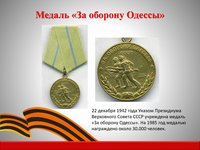 Медаль «За оборону Одессы»
22 декабря 1942 года Указом Президиума
Верховного Совета СССР учреждена медаль
«За оборону Одессы». На 1985 год медалью
награждено около 30.000 человек.